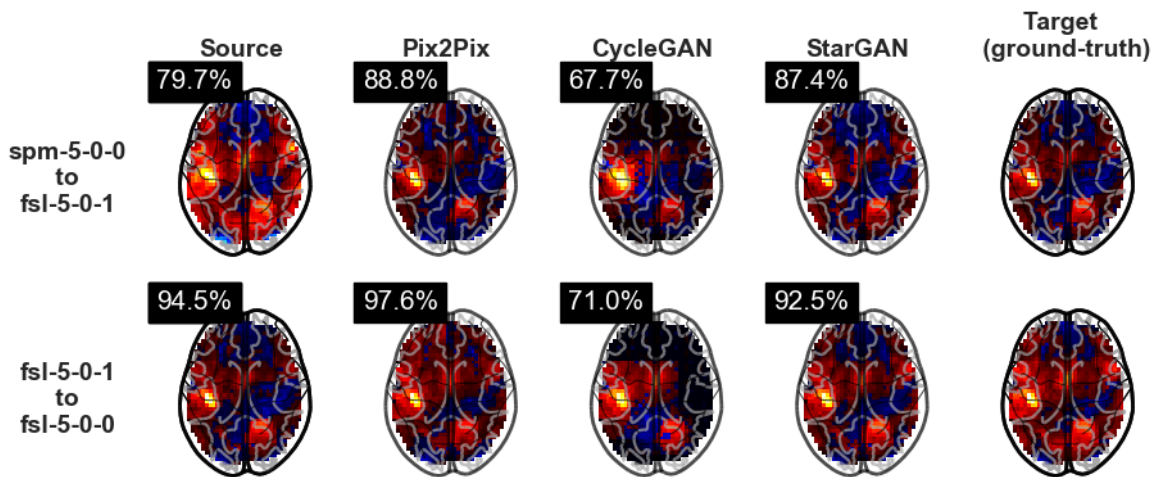 Source Pix2Pix CycleGAN StarGAN Target
(ground-truth)
79.7% 88.8% 67.7% 87.4%
spm-5-0-0
to
fsl-5-0-1
94.5% 97.6% 71.0% 92.5%
fsl-5-0-1
to
fsl-5-0-0